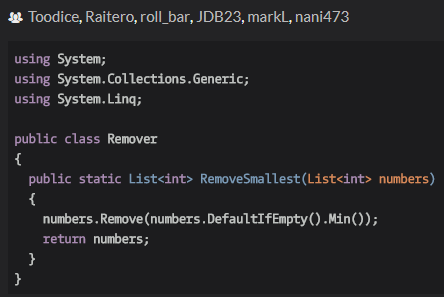 Toodice, Raitero, roll_bar, JDB23, markL, nani473
using System;
using System.Collections.Generic;
using System.Linq;
public class Remover
{
  public static List<int> RemoveSmallest(List<int> numbers)
  {
    numbers.Remove(numbers.DefaultIfEmpty().Min());
    return numbers;
  }
}